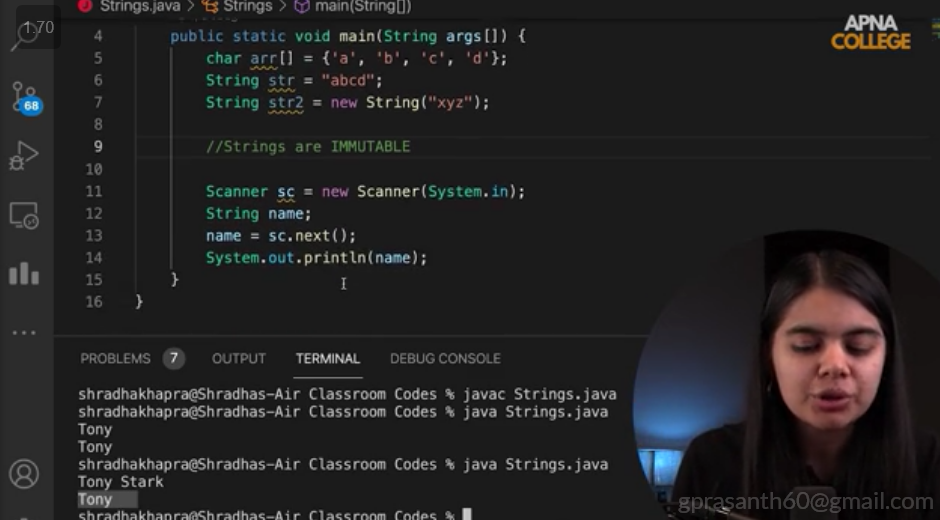 Strings.java > Strings > main(String[])
1.70
APNA
COLLEGE
4 public static void main(String args[]) {
5 char arr[] = {'a', 'b', 'c', 'd'};
6 String str = "abcd";
7 String str2 = new String("xyz");
8
9 //Strings are IMMUTABLE
10
11 Scanner sc = new Scanner(System.in);
12 String name;
13 name = sc.next();
14 System.out.println(name);
15 }
16 }
68
PROBLEMS 7 OUTPUT TERMINAL DEBUG CONSOLE
shradhakhapra@Shradhas-Air Classroom Codes % javac Strings.java
shradhakhapra@Shradhas-Air Classroom Codes % java Strings.java
Tony
Tony
shradhakhapra@Shradhas-Air Classroom Codes % java Strings.java
Tony Stark
Tony
shradhakhapra@Shradhas-Air Classroom Codes %
gprasanth60@gmail.com